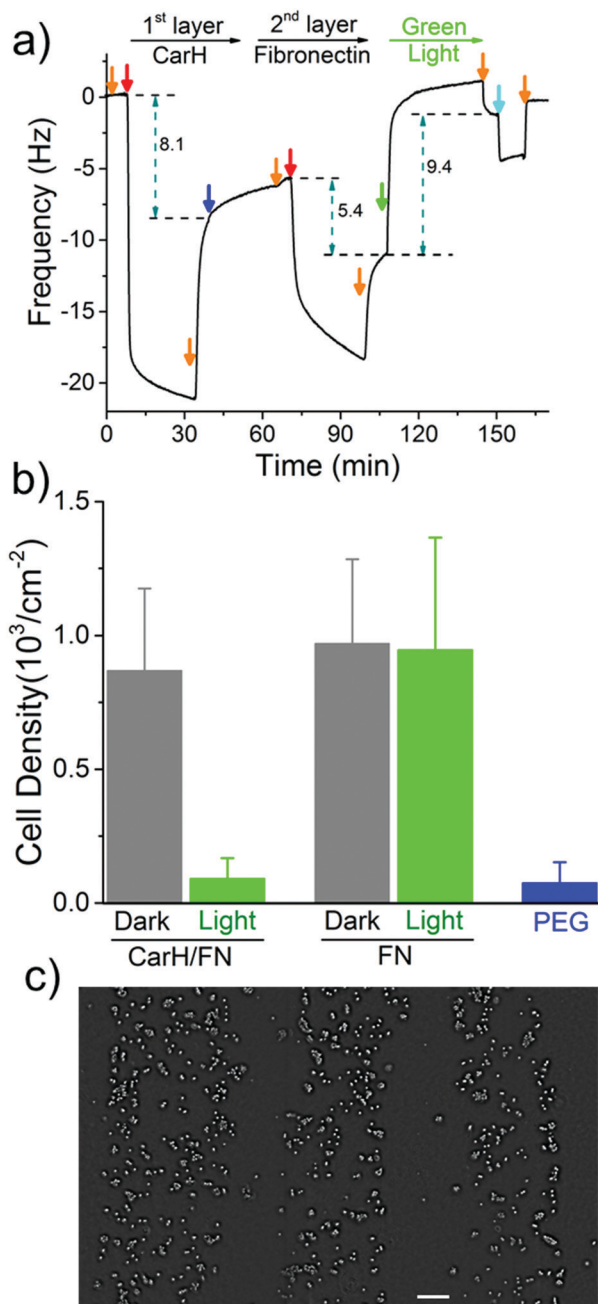 a)
1st layer
CarH
2nd layer
Fibronectin
Green
Light
Frequency (Hz)
0
-5
-10
-15
-20
8.1
5.4
9.4
0
30
60
90
120
150
Time (min)
b)
Cell Density(10³/cm⁻²)
1.5
1.0
0.5
0.0
Dark
Light
Dark
Light
PEG
CarH/FN
FN
c)